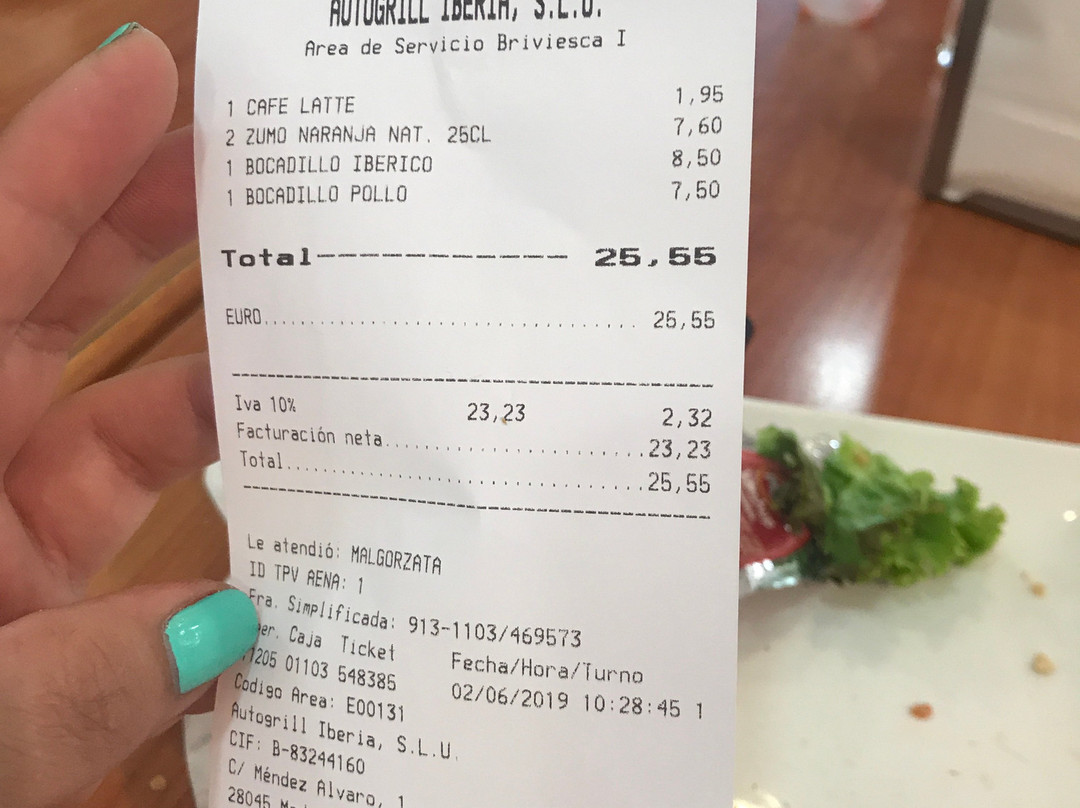 AUTOGRILL IBERIA, S.L.U.
Area de Servicio Briviesca I
1 CAFE LATTE 1,95
2 ZUMO NARANJA NAT. 25CL 7,60
1 BOCADILLO IBERICO 8,50
1 BOCADILLO POLLO 7,50
Total-------------- 25,55
EURO................................. 25,55
Iva 10% 23,23 2,32
Facturación neta.......................23,23
Total..................................25,55
Le atendió: MALGORZATA
ID TPV AENA: 1
Fra. Simplificada: 913-1103/469573
Caja Ticket Fecha/Hora/Turno
01103 548385 02/06/2019 10:28:45 1
Codigo Area: E00131
Autogrill Iberia, S.L.U.
CIF: B-83244160
C/ Méndez Alvaro, 1
28045